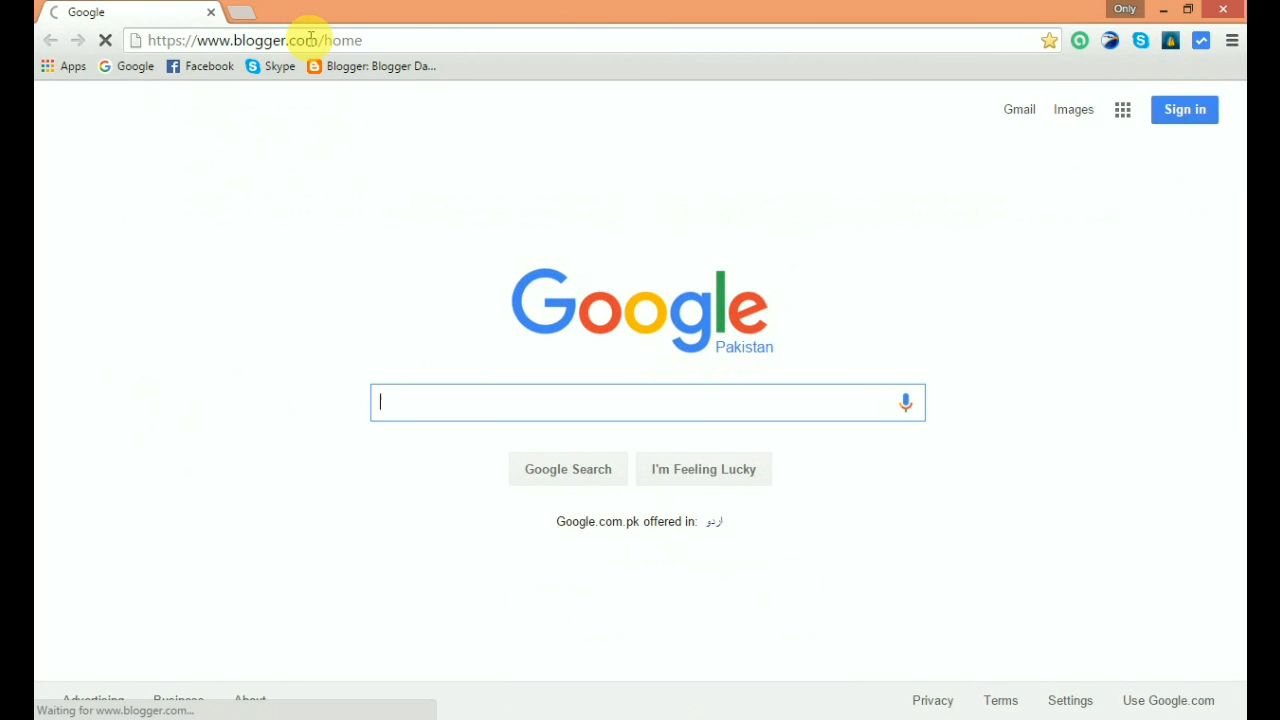 Google
Only
https://www.blogger.com/home
Apps
Google
Facebook
Skype
Blogger: Blogger Da...
Gmail
Images
Sign in
Google
Pakistan
Google Search
I'm Feeling Lucky
Google.com.pk offered in: اردو
Advertising
Business
About
Privacy
Terms
Settings
Use Google.com
Waiting for www.blogger.com...